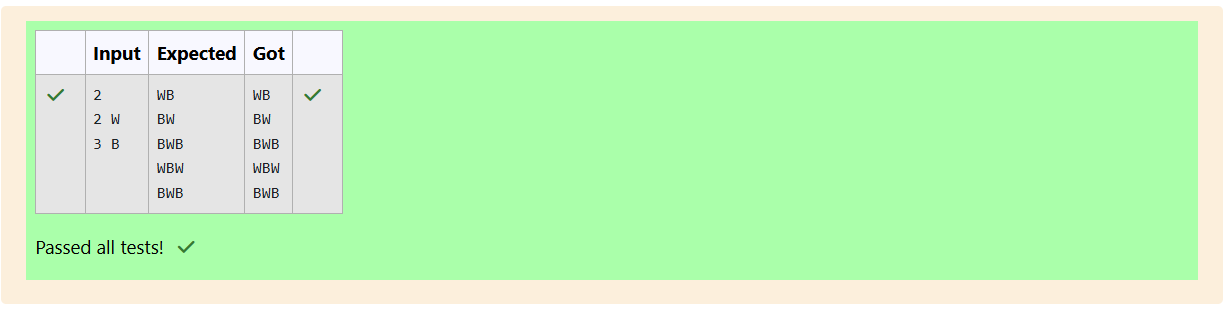 Input Expected Got
2 WB WB
2 W BW BW
3 B BWB BWB
WBW WBW
BWB BWB
Passed all tests!